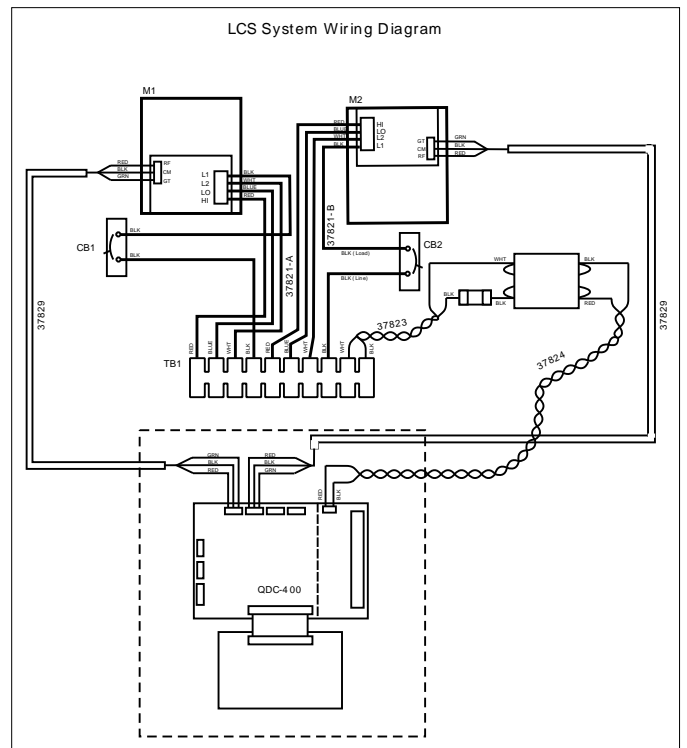 LCS System Wiring Diagram
M1
M2
RED
BLK
GRN
RF
CM
GT
L1
L2
LO
HI
BLK
WHT
BLUE
RED
RED
BLUE
WHT
BLK
HI
LO
L2
L1
GT
CM
RF
GRN
BLK
RED
CB1
BLK
BLK
37821-A
37821-B
BLK (Load)
BLK (Line)
CB2
WHT
BLK
BLK
BLK
RED
37829
37829
37823
37824
RED
BLUE
WHT
BLK
RED
BLUE
WHT
BLK
WHT
BLK
TB1
GRN
BLK
RED
RED
BLK
GRN
RED
BLK
QDC-400